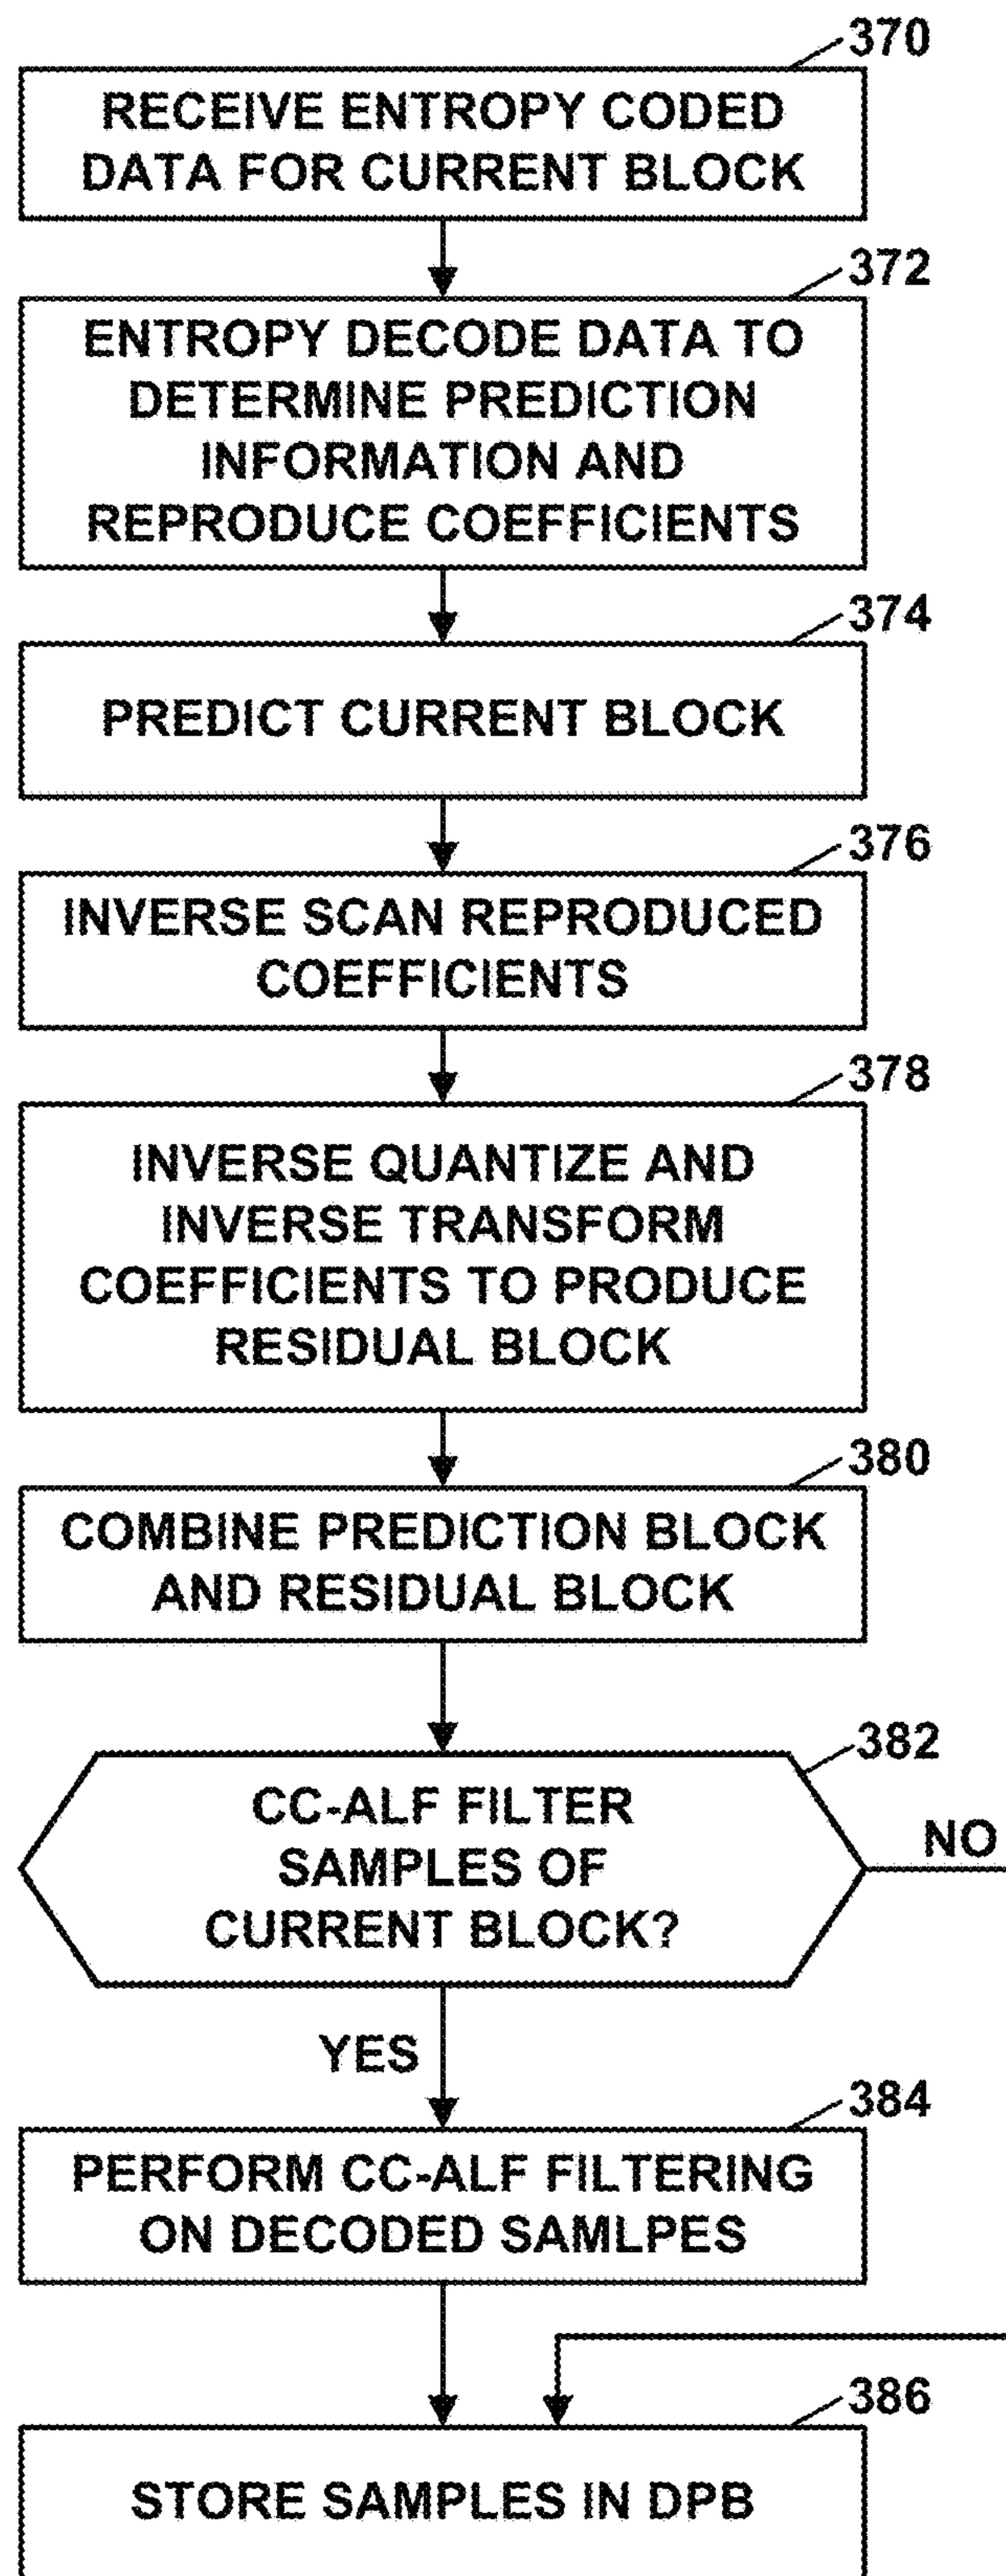 370
RECEIVE ENTROPY CODED
DATA FOR CURRENT BLOCK
372
ENTROPY DECODE DATA TO
DETERMINE PREDICTION
INFORMATION AND
REPRODUCE COEFFICIENTS
374
PREDICT CURRENT BLOCK
376
INVERSE SCAN REPRODUCED
COEFFICIENTS
378
INVERSE QUANTIZE AND
INVERSE TRANSFORM
COEFFICIENTS TO PRODUCE
RESIDUAL BLOCK
380
COMBINE PREDICTION BLOCK
AND RESIDUAL BLOCK
382
CC-ALF FILTER
SAMPLES OF
CURRENT BLOCK?
NO
YES
384
PERFORM CC-ALF FILTERING
ON DECODED SAMLPES
386
STORE SAMPLES IN DPB